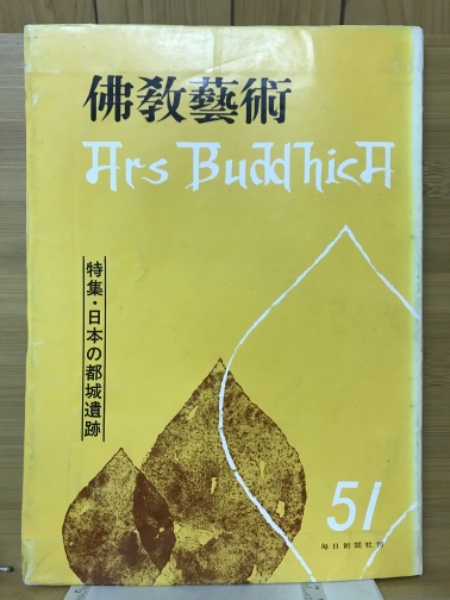 佛教藝術
Ars Buddhica
特集・日本の都城遺跡
51
毎日新聞社刊